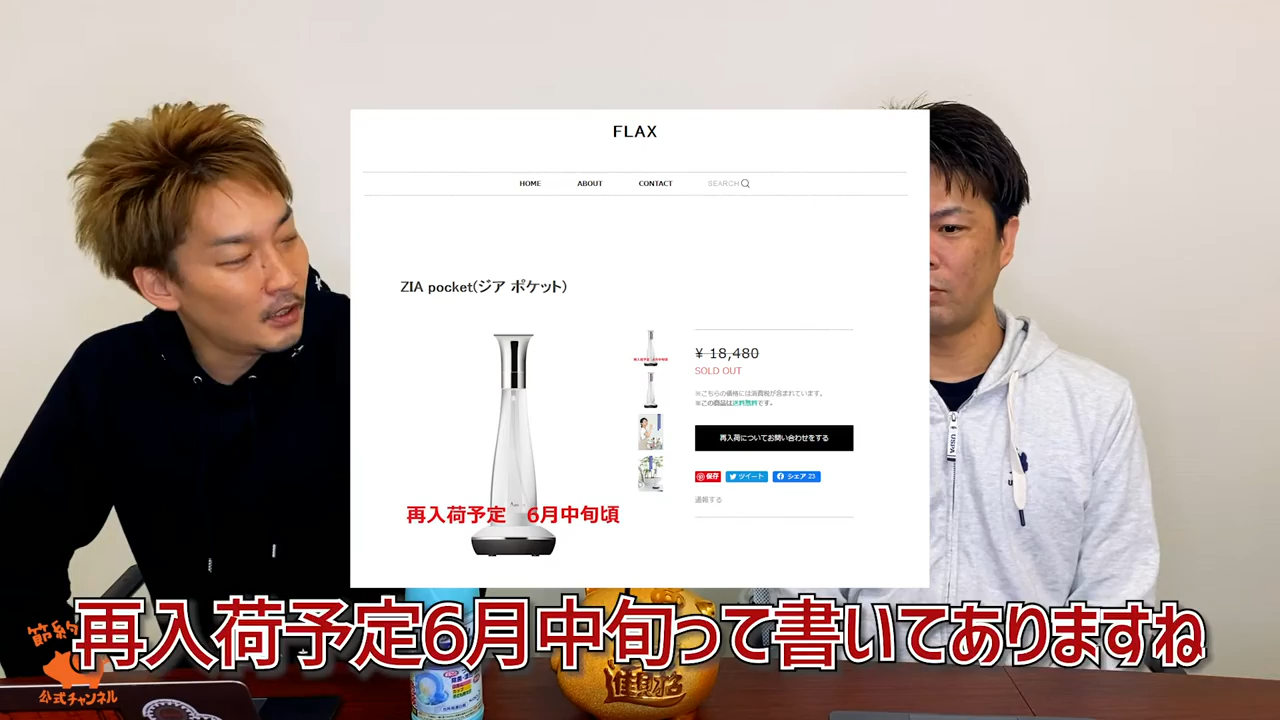 FLAX
HOME ABOUT CONTACT SEARCH
ZIA pocket(ジア ポケット)
¥ 18,480
SOLD OUT
※こちらの価格には消費税が含まれています。
※この商品は送料無料です。
再入荷についてお問い合わせをする
保存 ツイート シェア 23
通報する
再入荷予定 6月中旬頃
再入荷予定6月中旬って書いてありますね
節約
公式チャンネル
進財招
USPA